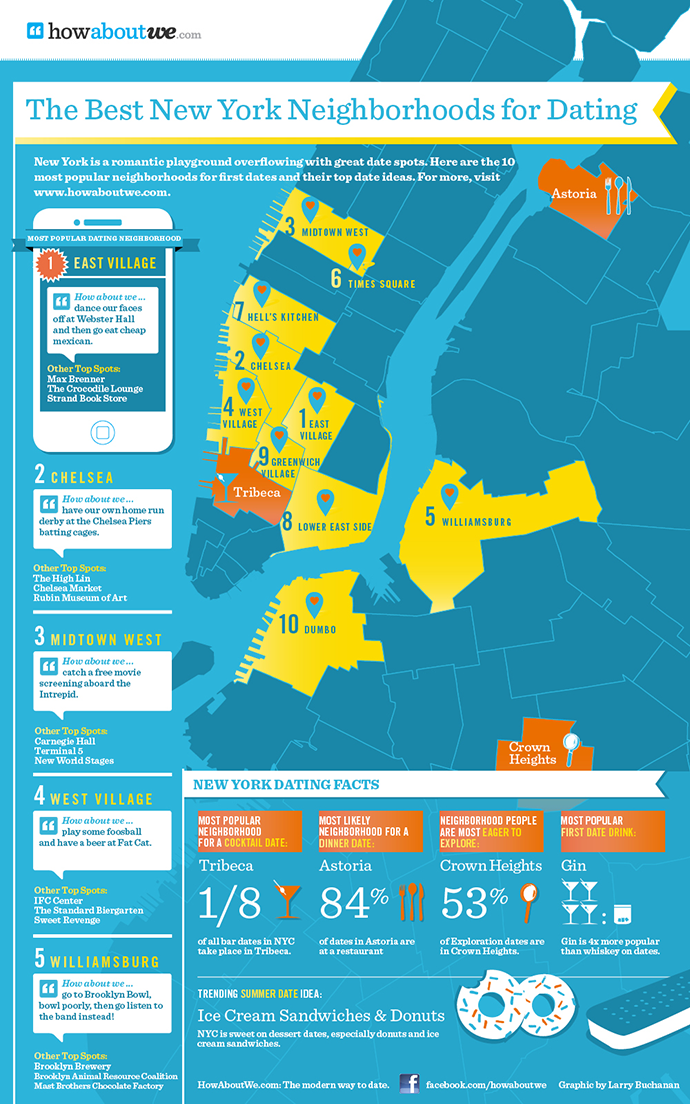 howaboutwe.com
The Best New York Neighborhoods for Dating
New York is a romantic playground overflowing with great date spots. Here are the 10
most popular neighborhoods for first dates and their top date ideas. For more, visit
www.howaboutwe.com.
MOST POPULAR DATING NEIGHBORHOOD
1 EAST VILLAGE
How about we...
dance our faces
off at Webster Hall
and then go eat cheap
mexican.
Other Top Spots:
Max Brenner
The Crocodile Lounge
Strand Book Store
2 CHELSEA
How about we...
have our own home run
derby at the Chelsea Piers
batting cages.
Other Top Spots:
The High Lin
Chelsea Market
Rubin Museum of Art
3 MIDTOWN WEST
How about we...
catch a free movie
screening aboard the
Intrepid.
Other Top Spots:
Carnegie Hall
Terminal 5
New World Stages
4 WEST VILLAGE
How about we...
play some foosball
and have a beer at Fat Cat.
Other Top Spots:
IFC Center
The Standard Biergarten
Sweet Revenge
5 WILLIAMSBURG
How about we...
go to Brooklyn Bowl,
bowl poorly, then go listen to
the band instead!
Other Top Spots:
Brooklyn Brewery
Brooklyn Animal Resource Coalition
Mast Brothers Chocolate Factory
Astoria
3 MIDTOWN WEST
6 TIMES SQUARE
7 HELL'S KITCHEN
2 CHELSEA
4 WEST
VILLAGE
1 EAST
VILLAGE
9 GREENWICH
VILLAGE
Tribeca
8 LOWER EAST SIDE
5 WILLIAMSBURG
10 DUMBO
Crown
Heights
NEW YORK DATING FACTS
MOST POPULAR
NEIGHBORHOOD
FOR A COCKTAIL DATE:
Tribeca
1/8
of all bar dates in NYC
take place in Tribeca.
MOST LIKELY
NEIGHBORHOOD FOR A
DINNER DATE:
Astoria
84%
of dates in Astoria are
at a restaurant
NEIGHBORHOOD PEOPLE
ARE MOST EAGER TO
EXPLORE:
Crown Heights
53%
of Exploration dates are
in Crown Heights.
MOST POPULAR
FIRST DATE DRINK:
Gin
:
Gin is 4x more popular
than whiskey on dates.
TRENDING SUMMER DATE IDEA:
Ice Cream Sandwiches & Donuts
NYC is sweet on dessert dates, especially donuts and ice
cream sandwiches.
HowAboutWe.com: The modern way to date.
f facebook.com/howaboutwe
Graphic by Larry Buchanan